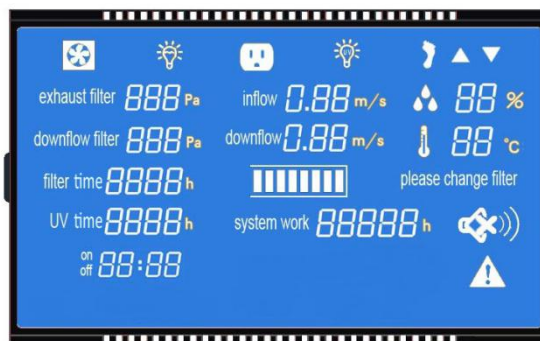 exhaust filter 888 Pa inflow 0.88 m/s 88 %
downflow filter 888 Pa downflow 0.88 m/s 88 °C
filter time 8888 h please change filter
UV time 8888 h system work 88888 h
on
off 88:88